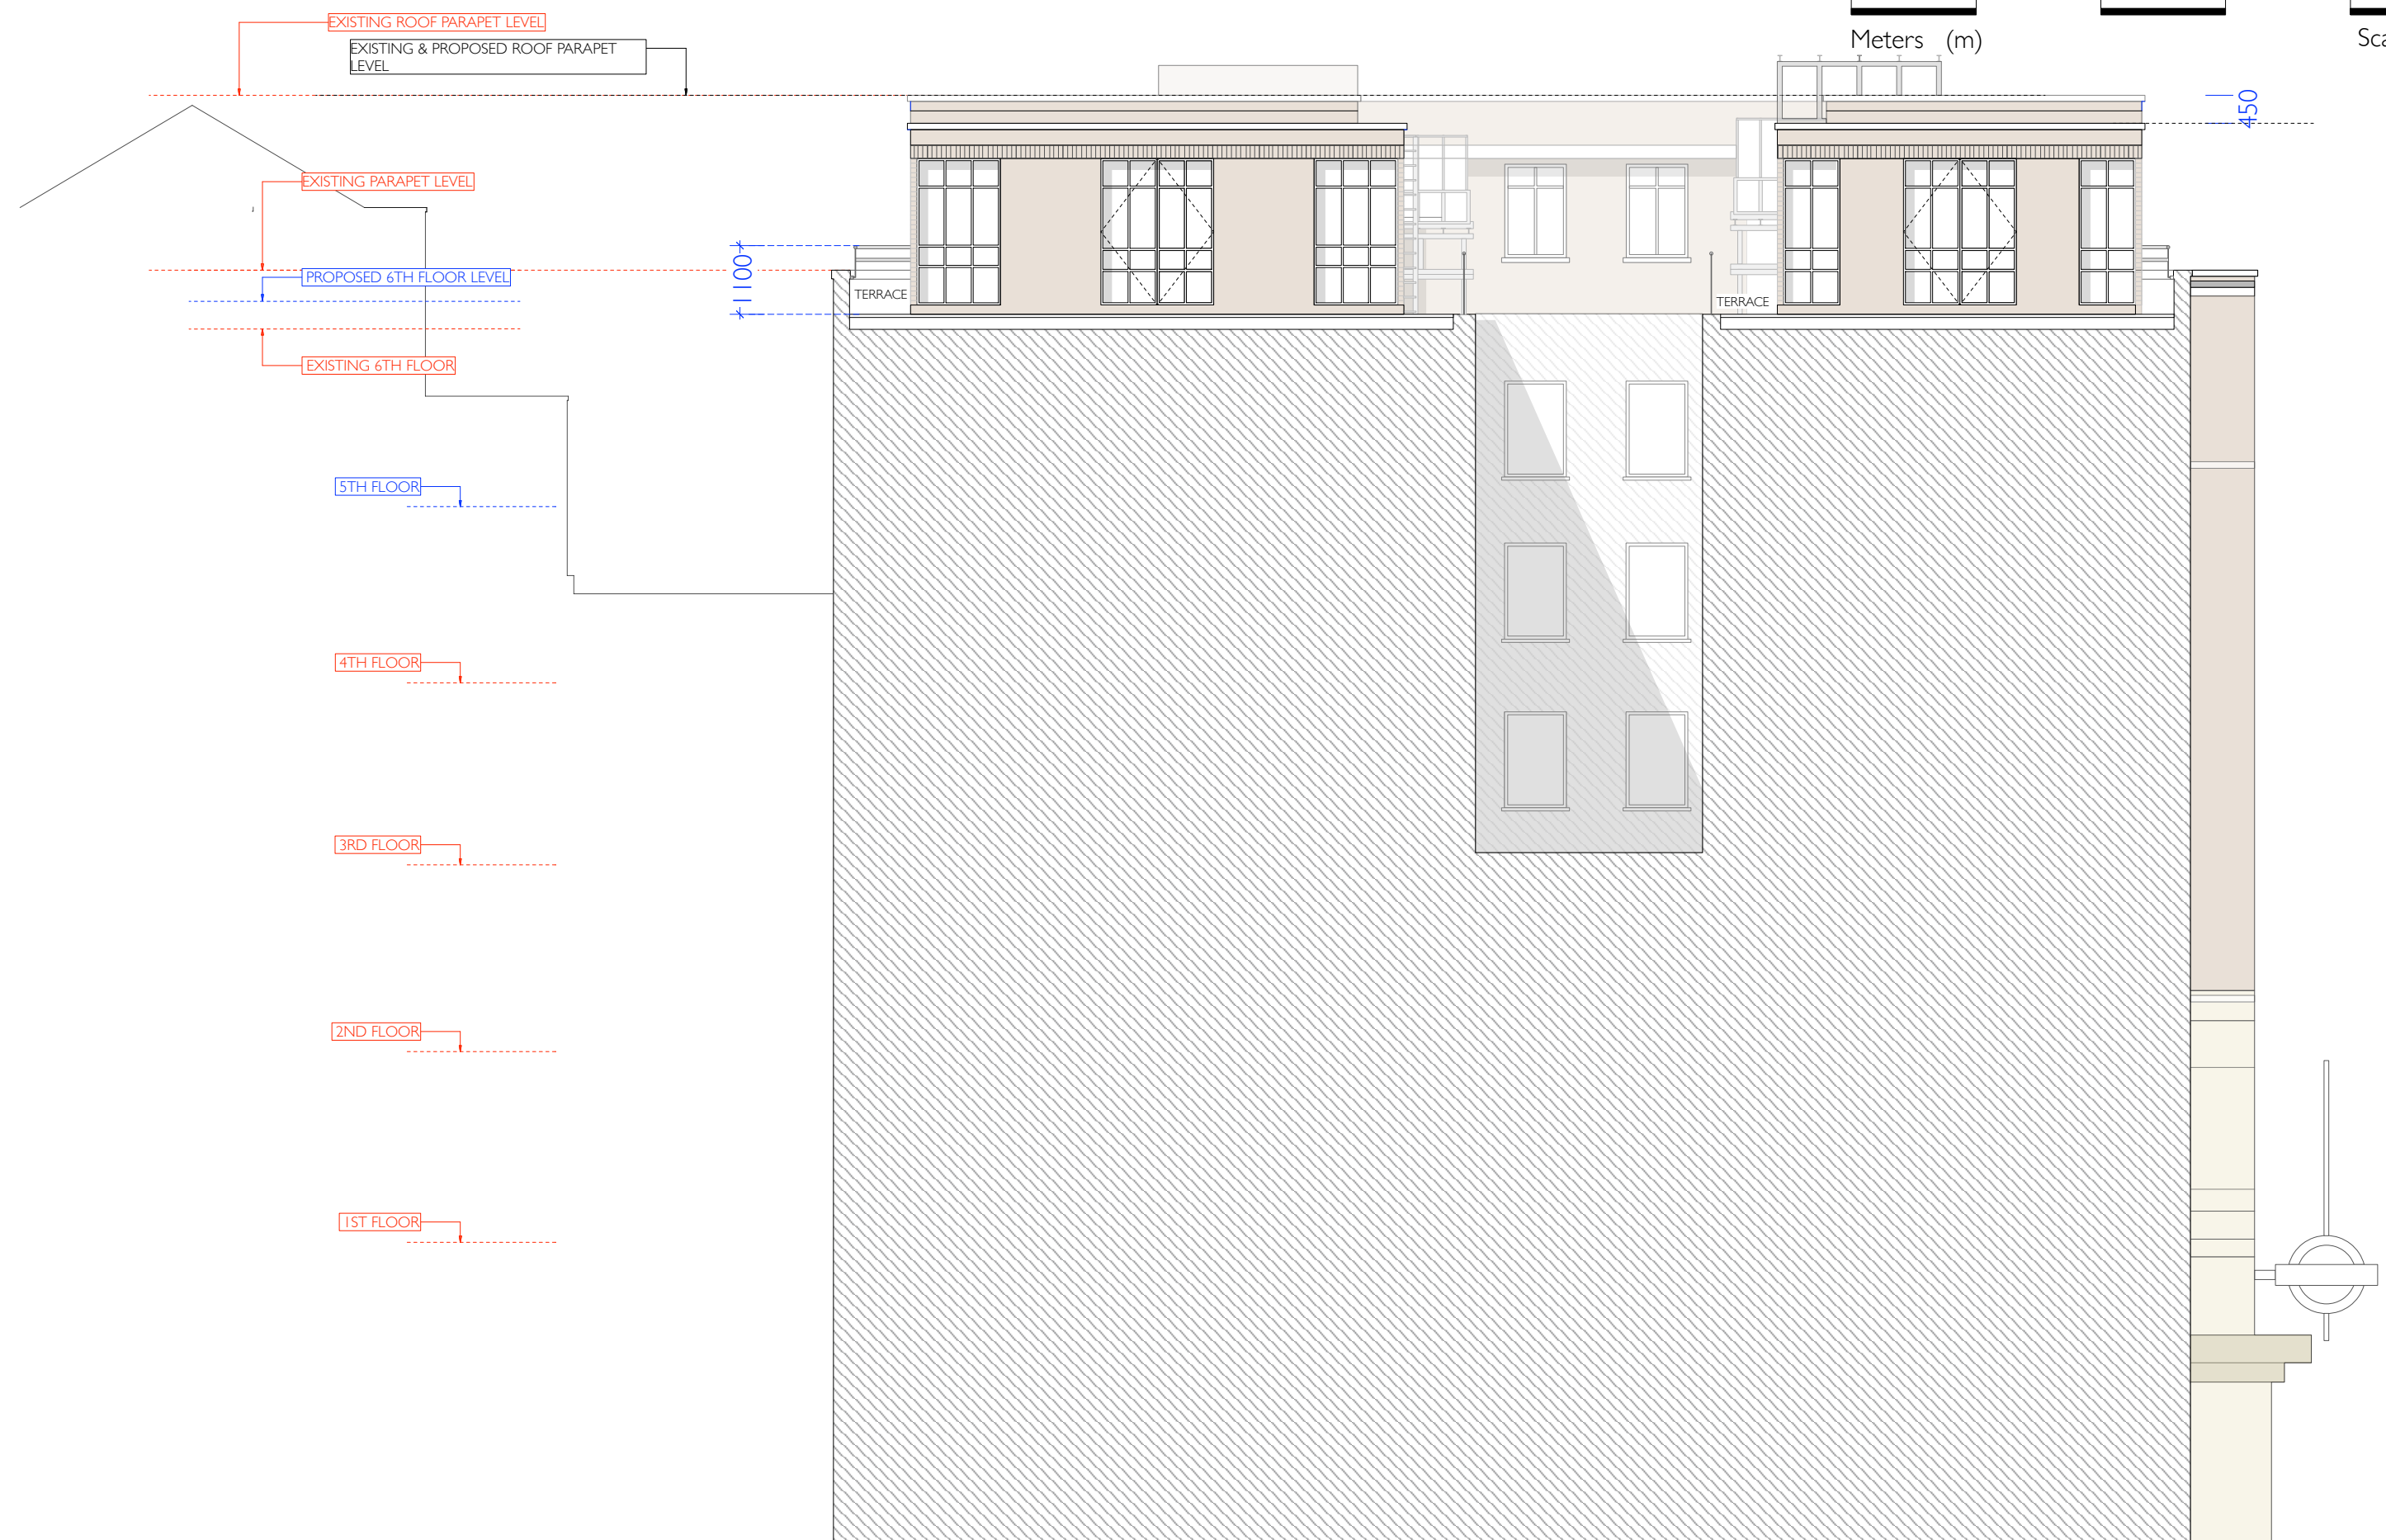 EXISTING ROOF PARAPET LEVEL
EXISTING & PROPOSED ROOF PARAPET
LEVEL
Meters (m)
450
EXISTING PARAPET LEVEL
PROPOSED 6TH FLOOR LEVEL
1100
TERRACE
TERRACE
EXISTING 6TH FLOOR
5TH FLOOR
4TH FLOOR
3RD FLOOR
2ND FLOOR
1ST FLOOR